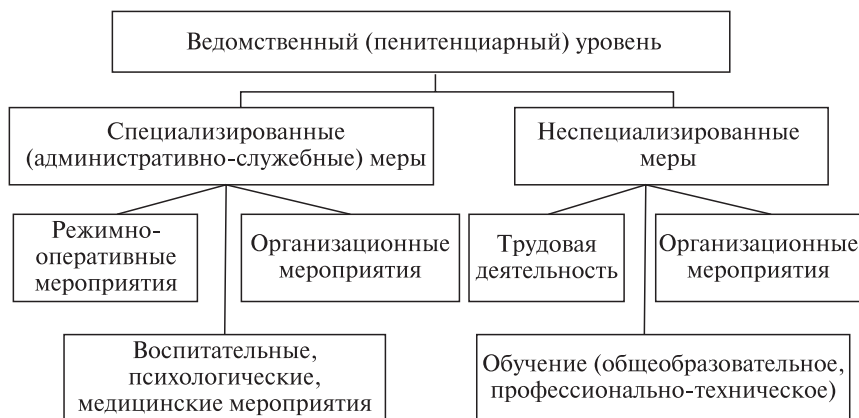 Ведомственный (пенитенциарный) уровень
Специализированные
(административно-служебные) меры
Неспециализированные
меры
Режимно-
оперативные
мероприятия
Организационные
мероприятия
Трудовая
деятельность
Организационные
мероприятия
Воспитательные,
психологические,
медицинские мероприятия
Обучение (общеобразовательное,
профессионально-техническое)